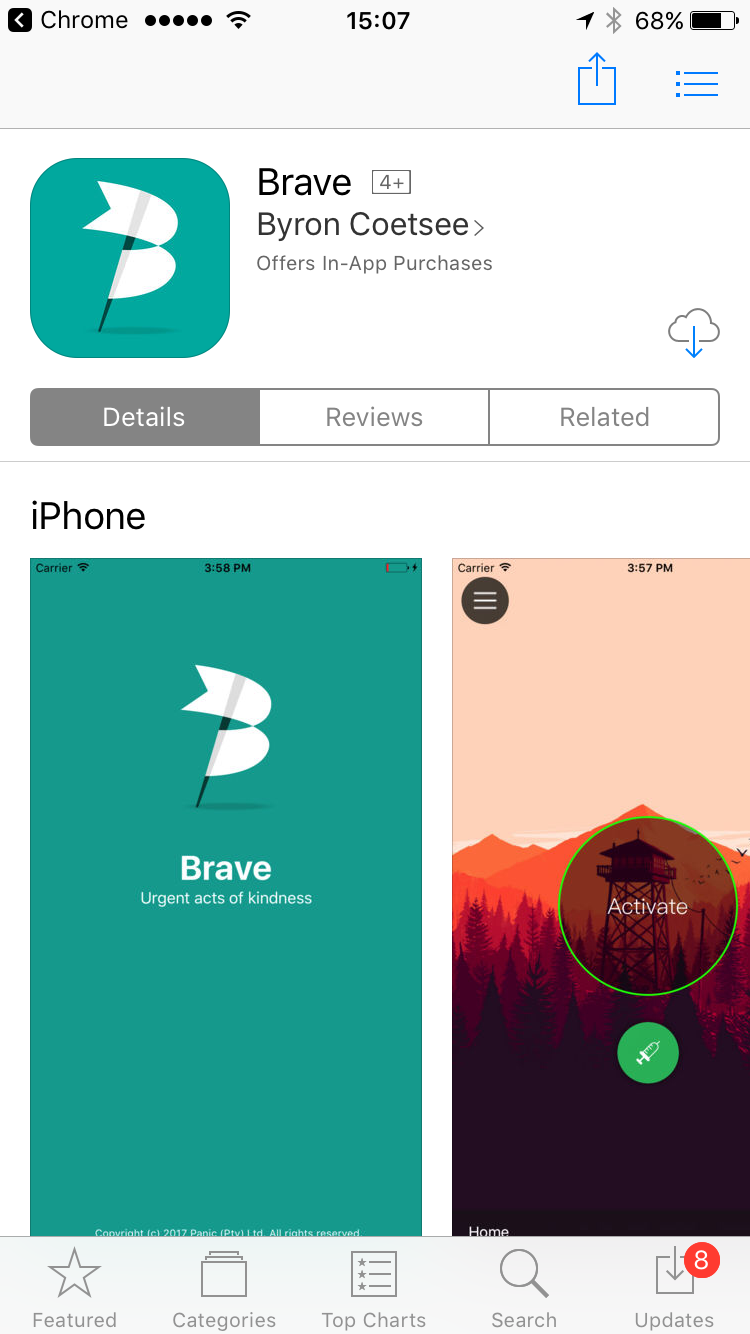 Chrome
15:07
68%
Brave 4+
Byron Coetsee
Offers In-App Purchases
Details
Reviews
Related
iPhone
Carrier 3:58 PM
Brave
Urgent acts of kindness
Copyright (c) 2017 Panic (Pty) Ltd. All rights reserved.
Carrier 3:57 PM
Activate
Home
8
Featured
Categories
Top Charts
Search
Updates